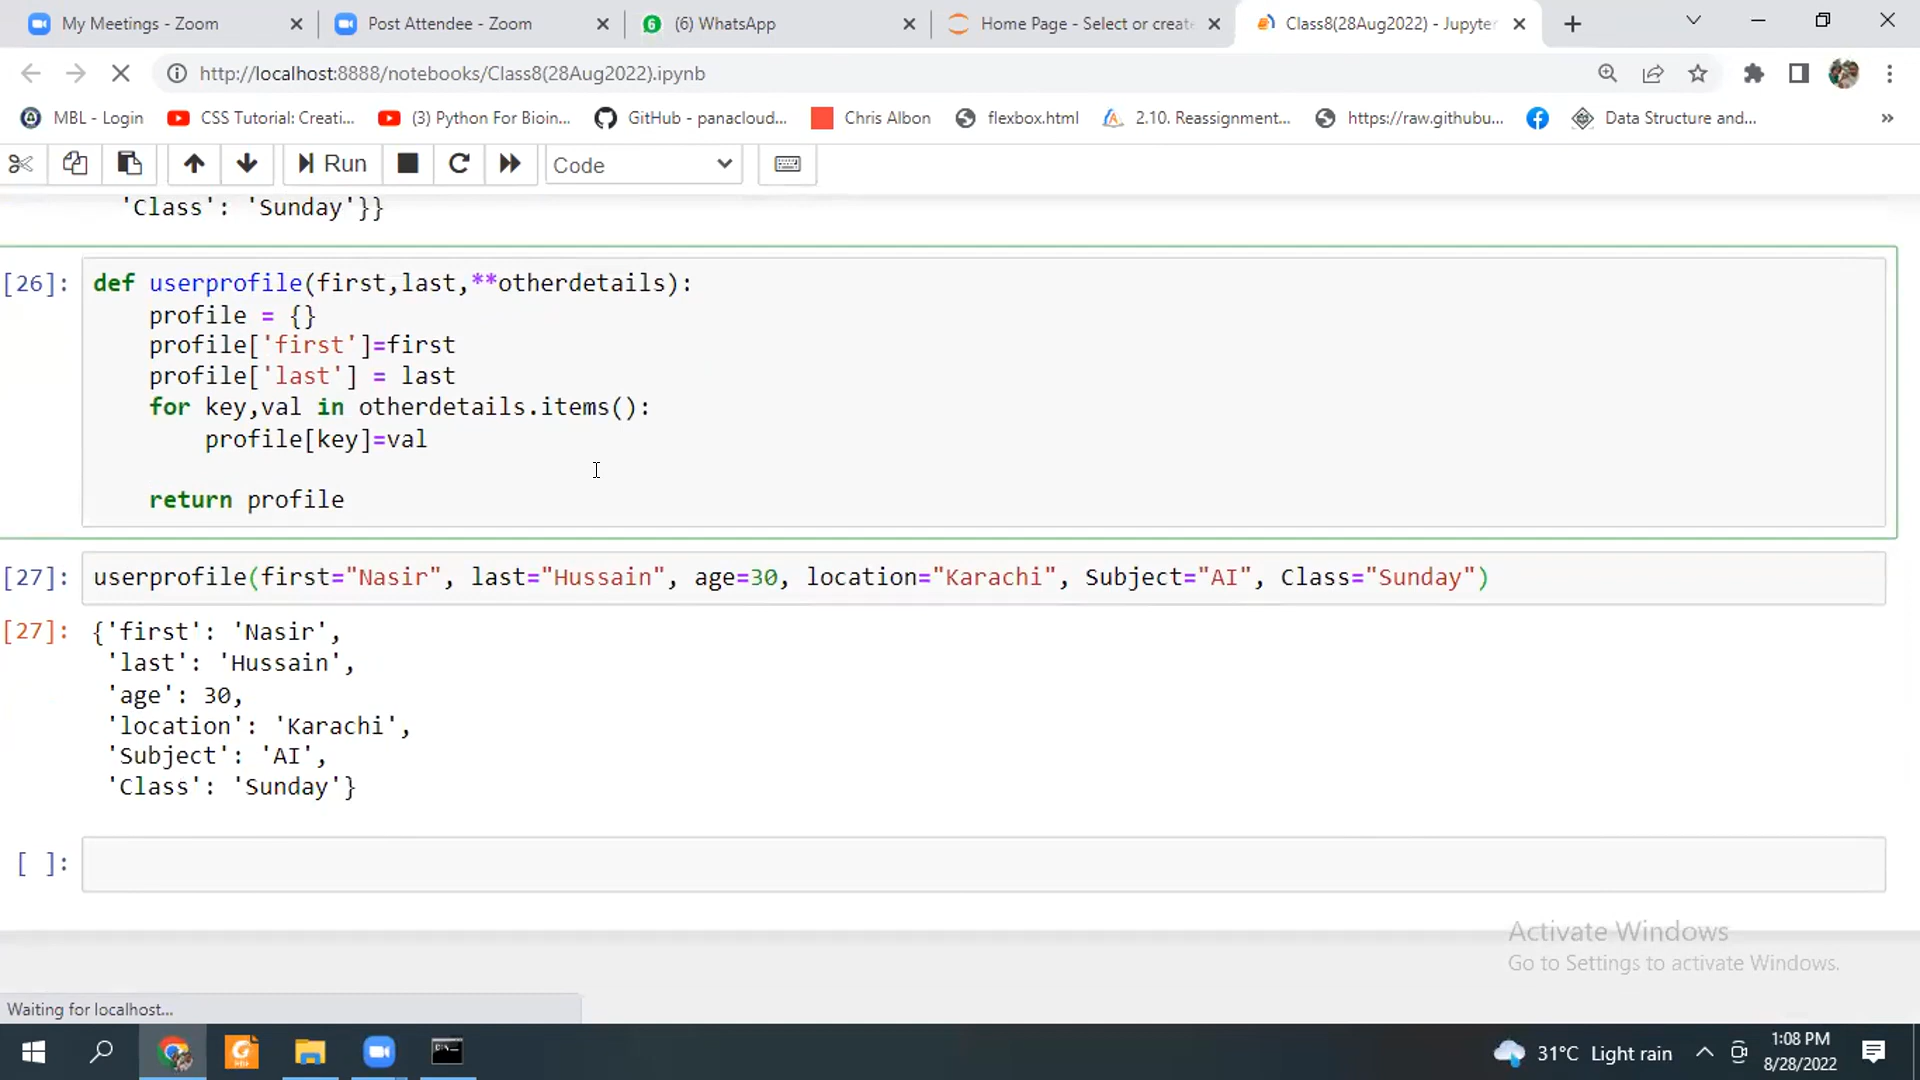 My Meetings - Zoom
Post Attendee - Zoom
6 (6) WhatsApp
Home Page - Select or create
Class8(28Aug2022) - Jupyter
http://localhost:8888/notebooks/Class8(28Aug2022).ipynb
MBL - Login
CSS Tutorial: Creati...
(3) Python For Bioin...
GitHub - panacloud...
Chris Albon
flexbox.html
2.10. Reassignment...
https://raw.githubu...
Data Structure and...
»
Run
Code
'Class': 'Sunday'}}
[26]: def userprofile(first,last,**otherdetails):
profile = {}
profile['first']=first
profile['last'] = last
for key,val in otherdetails.items():
profile[key]=val
return profile
[27]: userprofile(first="Nasir", last="Hussain", age=30, location="Karachi", Subject="AI", Class="Sunday")
[27]: {'first': 'Nasir',
'last': 'Hussain',
'age': 30,
'location': 'Karachi',
'Subject': 'AI',
'Class': 'Sunday'}
[ ]:
Activate Windows
Go to Settings to activate Windows.
Waiting for localhost...
31°C Light rain
1:08 PM
8/28/2022